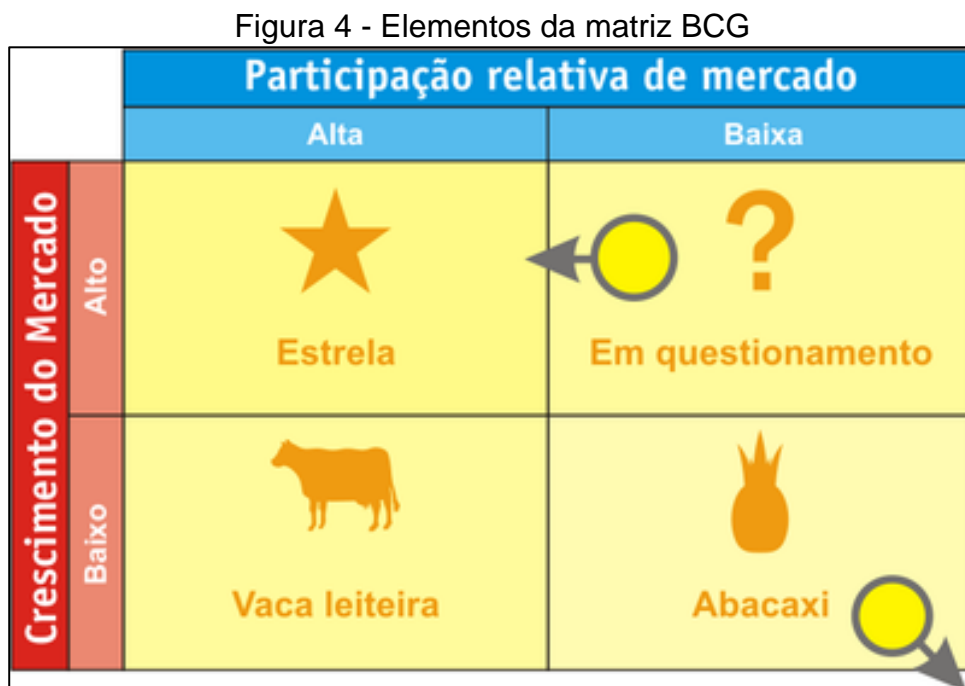 Figura 4 - Elementos da matriz BCG
Participação relativa de mercado
Alta
Baixa
Crescimento do Mercado
Alto
?
Estrela
Em questionamento
Baixo
Vaca leiteira
Abacaxi